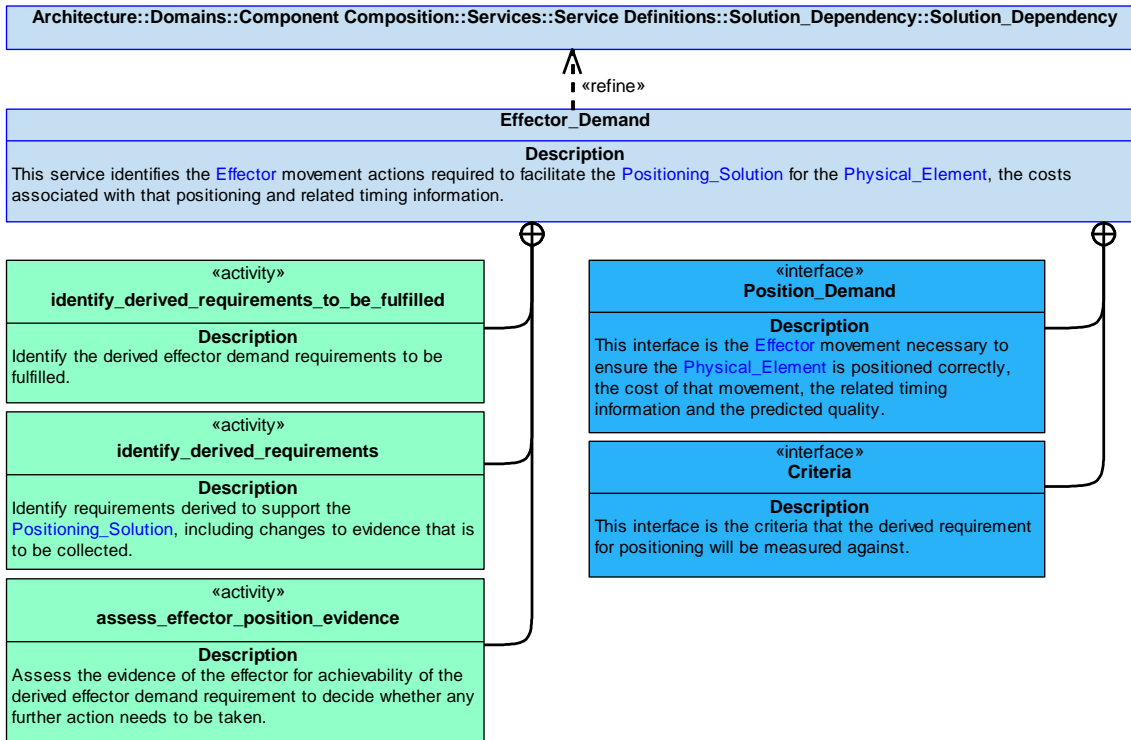 Architecture::Domains::Component Composition::Services::Service Definitions::Solution_Dependency::Solution_Dependency
«refine»
Effector_Demand
Description
This service identifies the Effector movement actions required to facilitate the Positioning_Solution for the Physical_Element, the costs
associated with that positioning and related timing information.
«activity»
identify_derived_requirements_to_be_fulfilled
Description
Identify the derived effector demand requirements to be
fulfilled.
«activity»
identify_derived_requirements
Description
Identify requirements derived to support the
Positioning_Solution, including changes to evidence that is
to be collected.
«activity»
assess_effector_position_evidence
Description
Assess the evidence of the effector for achievability of the
derived effector demand requirement to decide whether any
further action needs to be taken.
«interface»
Position_Demand
Description
This interface is the Effector movement necessary to
ensure the Physical_Element is positioned correctly,
the cost of that movement, the related timing
information and the predicted quality.
«interface»
Criteria
Description
This interface is the criteria that the derived requirement
for positioning will be measured against.